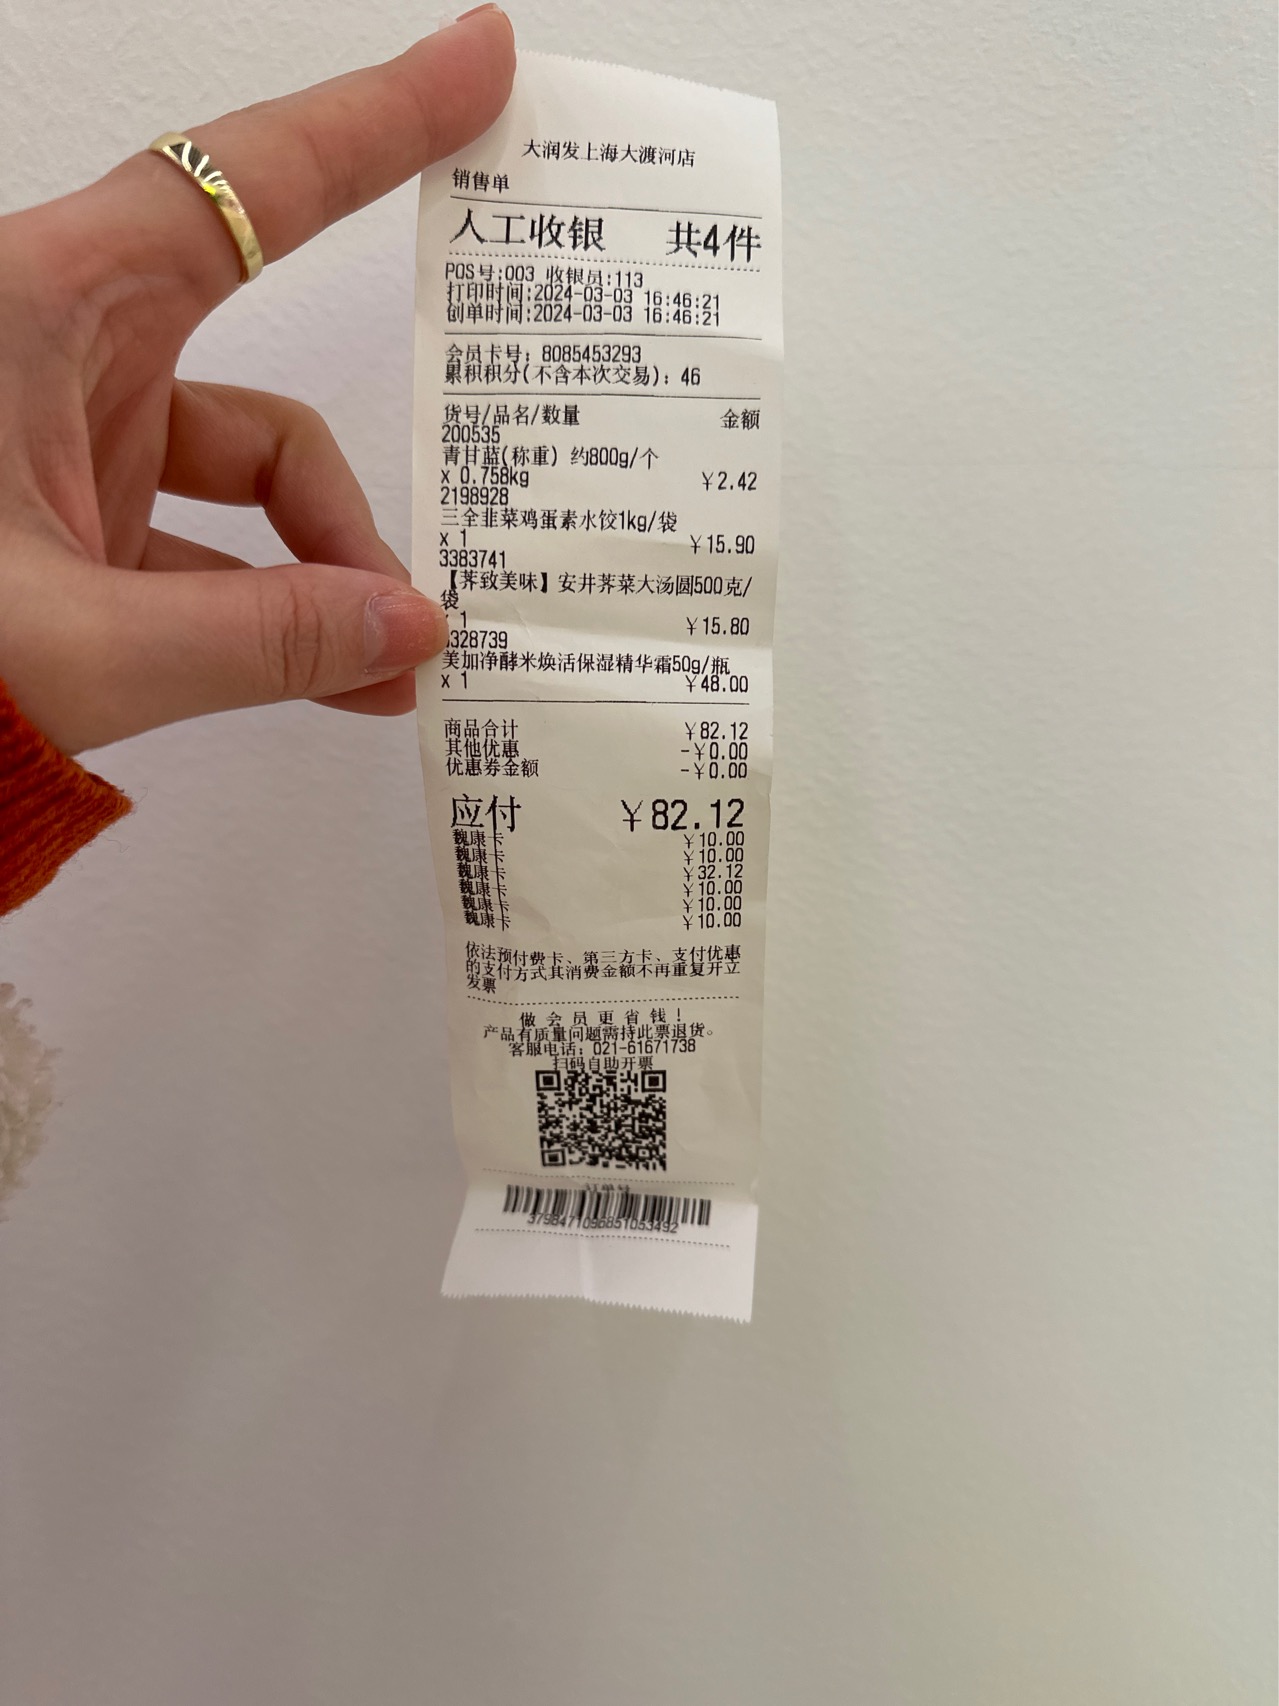 大润发上海大渡河店
销售单
人工收银 共4件
POS号:003 收银员:113
打印时间:2024-03-03 16:46:21
创单时间:2024-03-03 16:46:21
会员卡号: 8085453293
累积积分(不含本次交易): 46
货号/品名/数量 金额
200535
青甘蓝(称重) 约800g/个
x 0.758kg ¥2.42
2198928
三全韭菜鸡蛋素水饺1kg/袋
x 1 ¥15.90
3383741
【荠致美味】安井荠菜大汤圆500克/
袋
1 ¥15.80
328739
美加净酵米焕活保湿精华霜50g/瓶
x 1 ¥48.00
商品合计 ¥82.12
其他优惠 -¥0.00
优惠券金额 -¥0.00
应付 ¥82.12
魏康卡 ¥10.00
魏康卡 ¥10.00
魏康卡 ¥32.12
魏康卡 ¥10.00
魏康卡 ¥10.00
魏康卡 ¥10.00
依法预付费卡、第三方卡、支付优惠
的支付方式其消费金额不再重复开立
发票
做会员更省钱!
产品有质量问题需持此票退货。
客服电话: 021-61671738
扫码自助开票
订单号